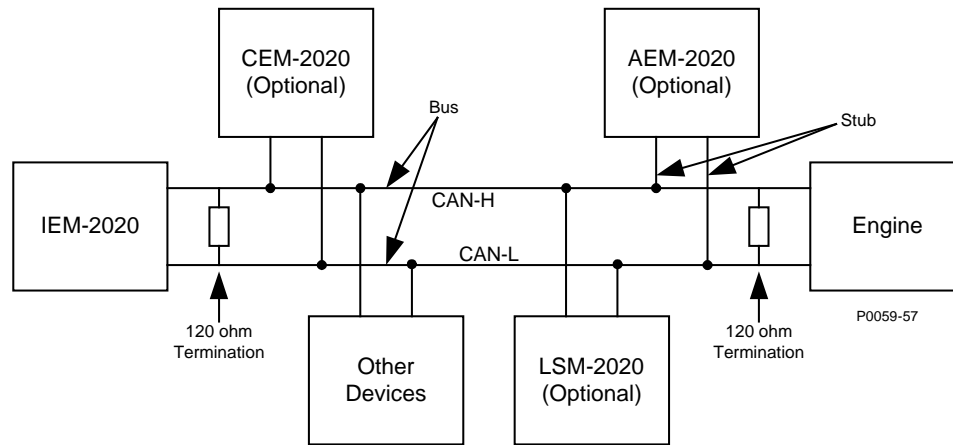 CEM-2020
(Optional)
AEM-2020
(Optional)
Bus
Stub
IEM-2020
CAN-H
CAN-L
Engine
P0059-57
120 ohm
Termination
Other
Devices
LSM-2020
(Optional)
120 ohm
Termination